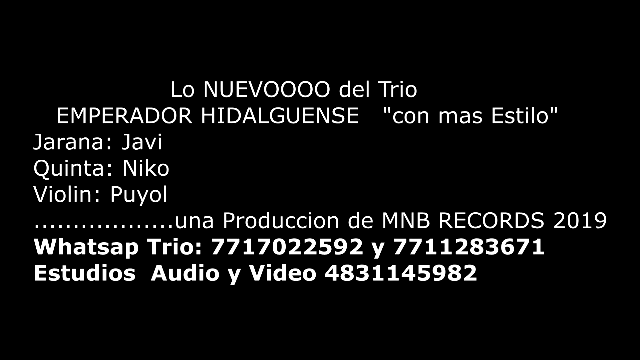 Lo NUEVOOOO del Trio
EMPERADOR HIDALGUENSE "con mas Estilo"
Jarana: Javi
Quinta: Niko
Violin: Puyol
..................una Produccion de MNB RECORDS 2019
Whatsap Trio: 7717022592 y 7711283671
Estudios Audio y Video 4831145982